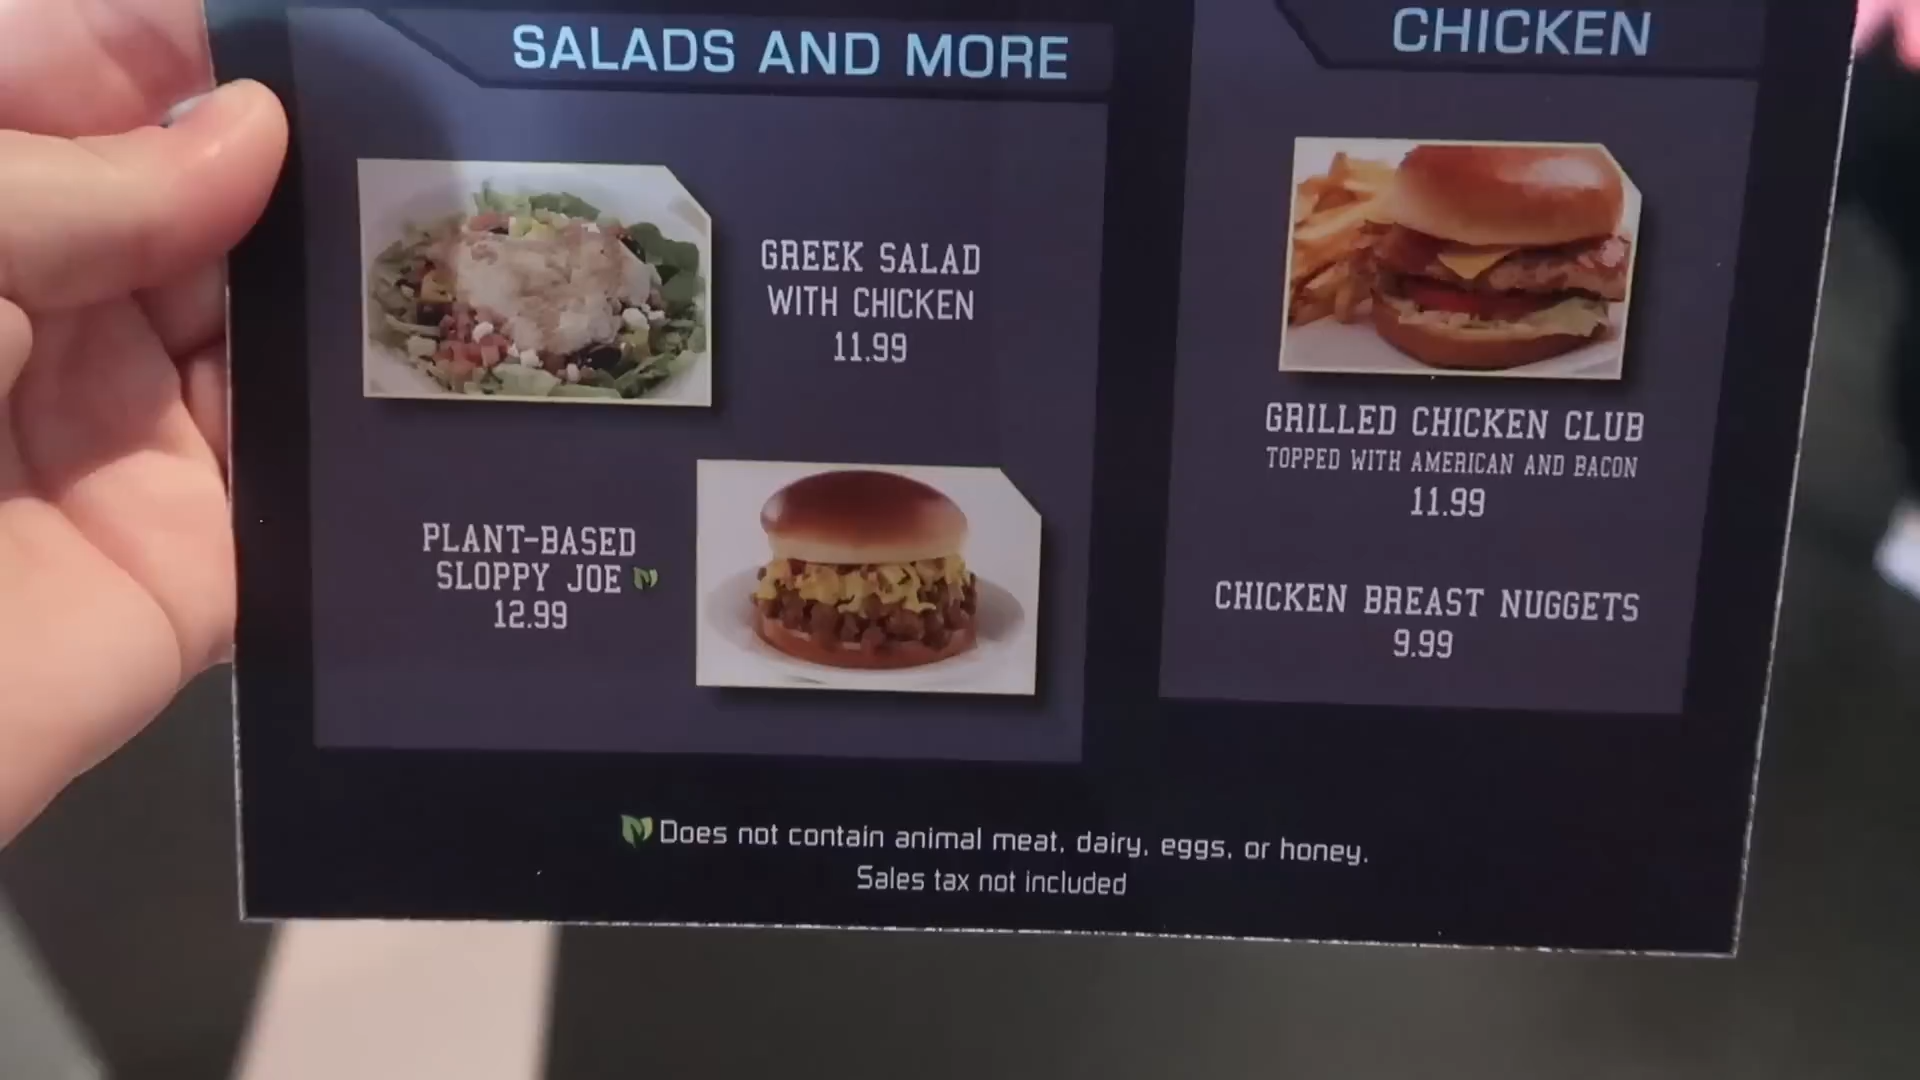 SALADS AND MORE
GREEK SALAD
WITH CHICKEN
11.99
PLANT-BASED
SLOPPY JOE
12.99
CHICKEN
GRILLED CHICKEN CLUB
TOPPED WITH AMERICAN AND BACON
11.99
CHICKEN BREAST NUGGETS
9.99
Does not contain animal meat, dairy, eggs, or honey.
Sales tax not included